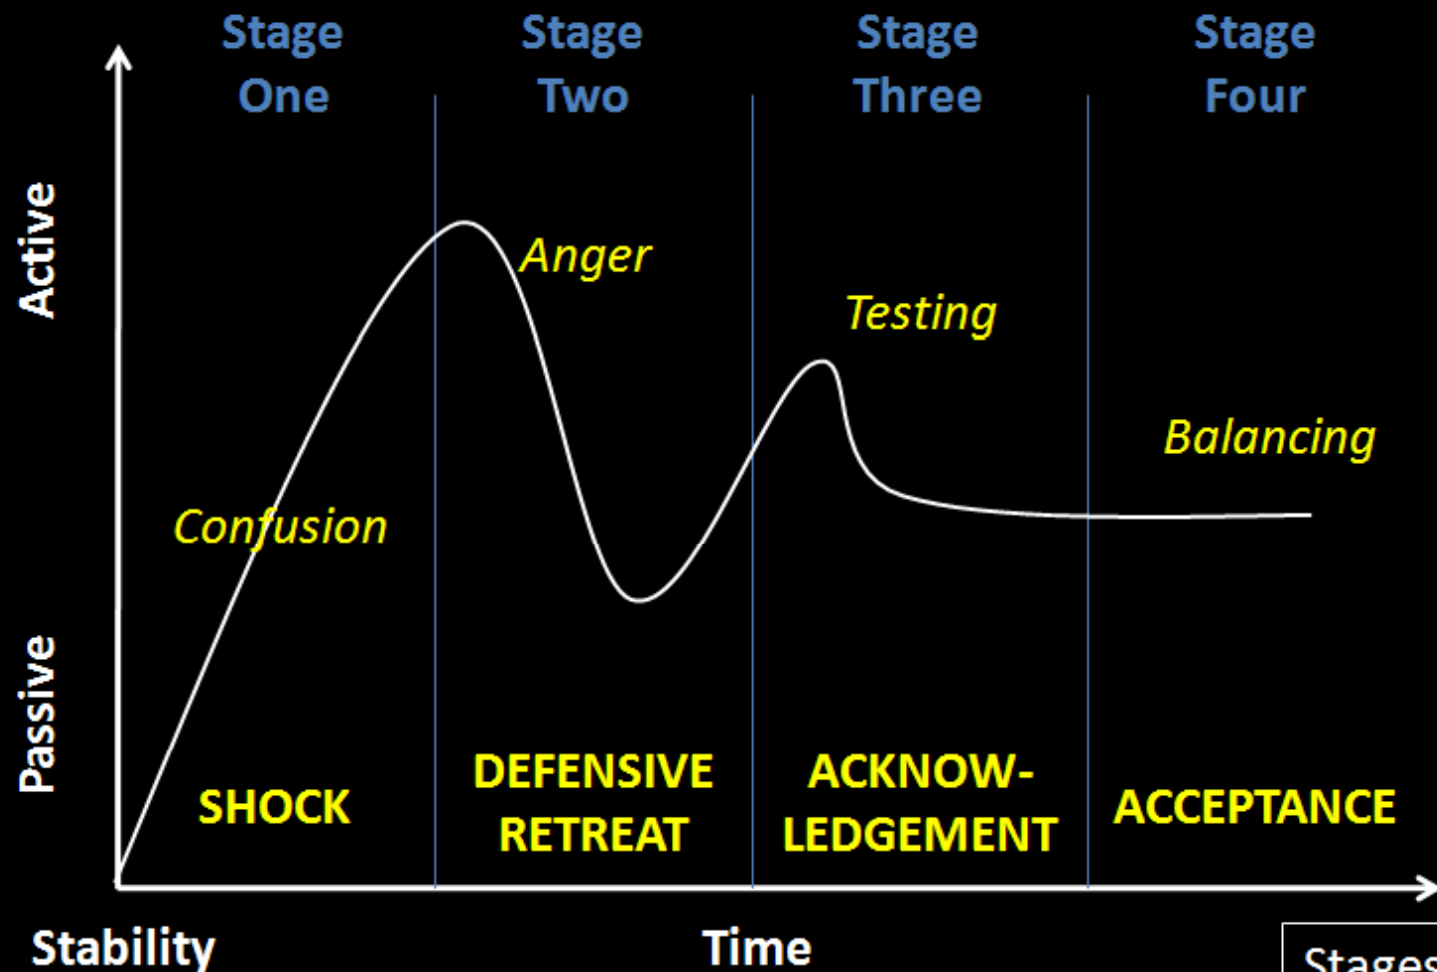 Stage
One
Stage
Two
Stage
Three
Stage
Four
Active
Anger
Testing
Balancing
Confusion
Passive
SHOCK
DEFENSIVE
RETREAT
ACKNOW-
LEDGEMENT
ACCEPTANCE
Stability
Time
Stages